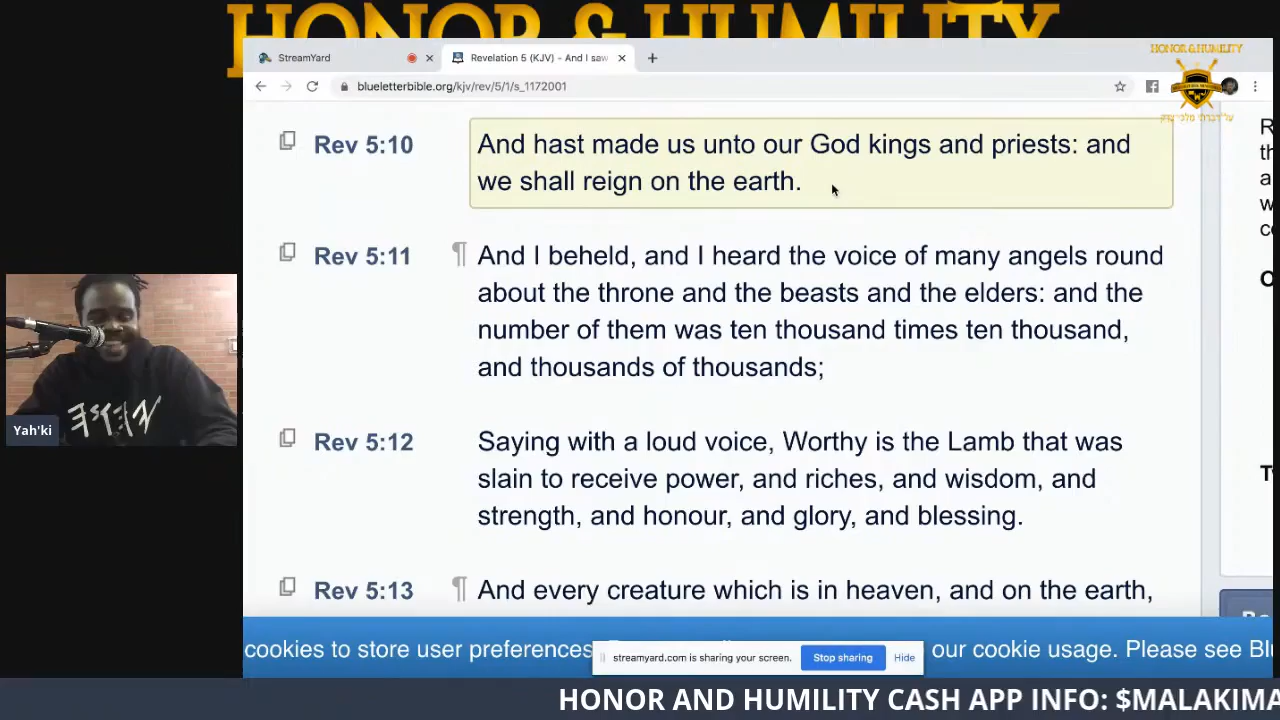 HONOR & HUMILITY
StreamYard
Revelation 5 (KJV) - And I saw
HONOR & HUMILITY
blueletterbible.org/kjv/rev/5/1/s_1172001
Rev 5:10
And hast made us unto our God kings and priests: and
we shall reign on the earth.
Rev 5:11
¶ And I beheld, and I heard the voice of many angels round
about the throne and the beasts and the elders: and the
number of them was ten thousand times ten thousand,
and thousands of thousands;
Yah'ki
Rev 5:12
Saying with a loud voice, Worthy is the Lamb that was
slain to receive power, and riches, and wisdom, and
strength, and honour, and glory, and blessing.
Rev 5:13
¶ And every creature which is in heaven, and on the earth,
cookies to store user preferences
our cookie usage. Please see Bl
streamyard.com is sharing your screen.
Stop sharing
Hide
HONOR AND HUMILITY CASH APP INFO: $MALAKIMA